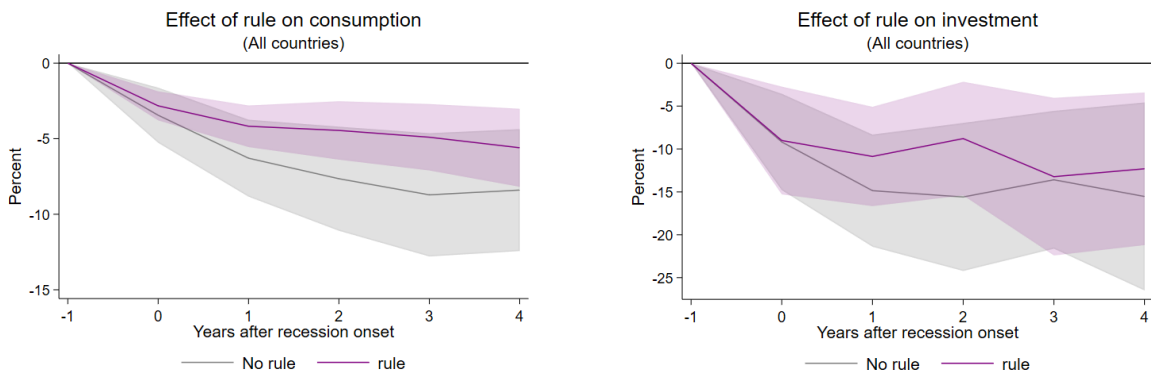 Effect of rule on consumption
(All countries)
0
-5
-10
-15
Percent
-1 0 1 2 3 4
Years after recession onset
No rule rule
Effect of rule on investment
(All countries)
0
-5
-10
-15
-20
-25
Percent
-1 0 1 2 3 4
Years after recession onset
No rule rule